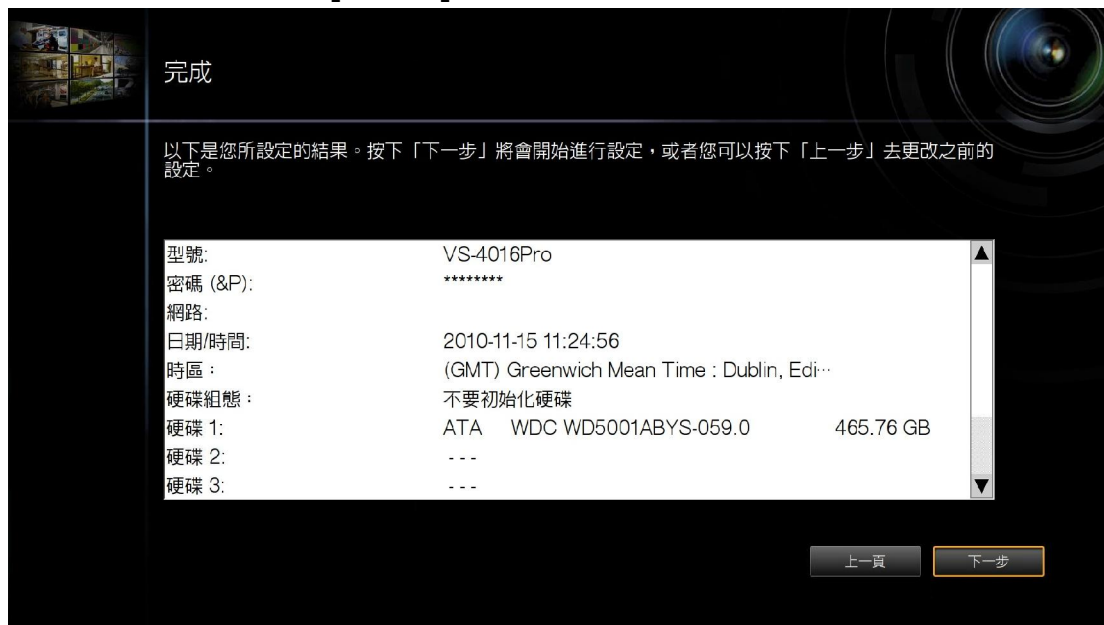 完成
以下是您所設定的結果。按下「下一步」將會開始進行設定，或者您可以按下「上一步」去更改之前的
設定。
型號: VS-4016Pro
密碼 (&P): ********
網路:
日期/時間: 2010-11-15 11:24:56
時區： (GMT) Greenwich Mean Time : Dublin, Edi…
硬碟組態： 不要初始化硬碟
硬碟 1: ATA WDC WD5001ABYS-059.0 465.76 GB
硬碟 2: ---
硬碟 3: ---
上一頁 下一步